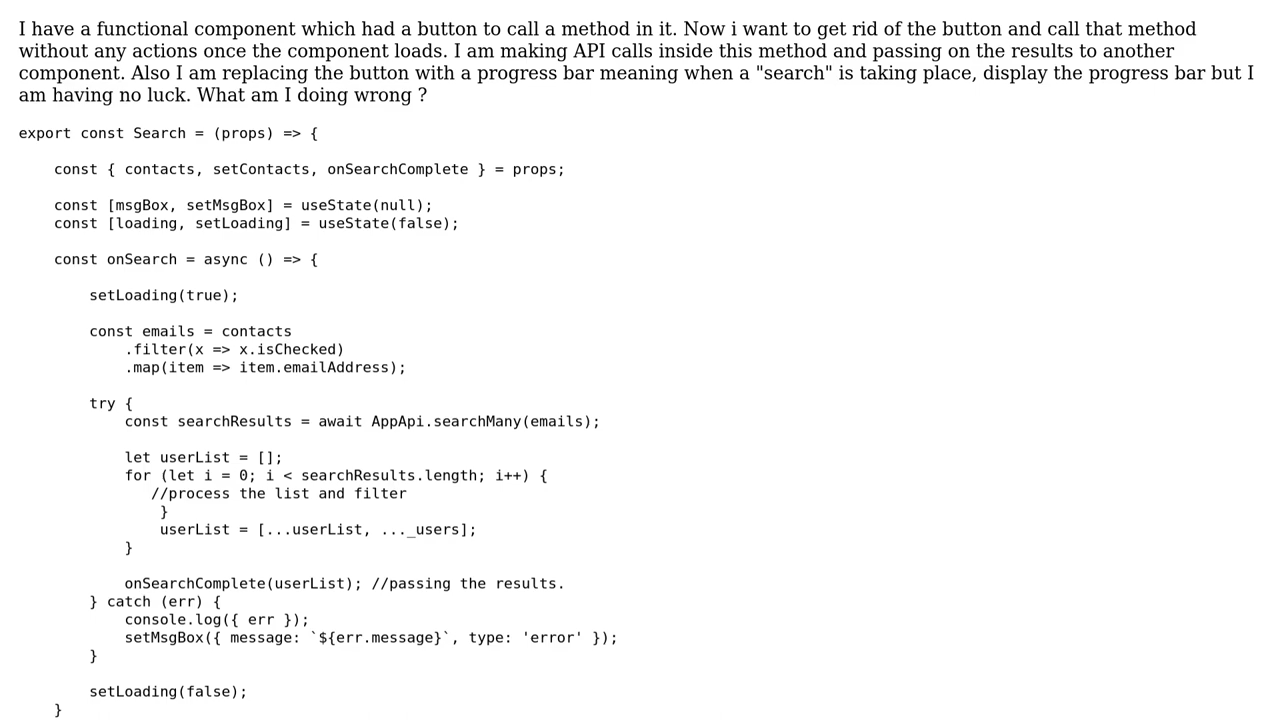 I have a functional component which had a button to call a method in it. Now i want to get rid of the button and call that method
without any actions once the component loads. I am making API calls inside this method and passing on the results to another
component. Also I am replacing the button with a progress bar meaning when a "search" is taking place, display the progress bar but I
am having no luck. What am I doing wrong ?
export const Search = (props) => {
    const { contacts, setContacts, onSearchComplete } = props;
    const [msgBox, setMsgBox] = useState(null);
    const [loading, setLoading] = useState(false);
    const onSearch = async () => {
        setLoading(true);
        const emails = contacts
            .filter(x => x.isChecked)
            .map(item => item.emailAddress);
        try {
            const searchResults = await AppApi.searchMany(emails);
            let userList = [];
            for (let i = 0; i < searchResults.length; i++) {
               //process the list and filter
                }
                userList = [...userList, ..._users];
            }
            onSearchComplete(userList); //passing the results.
        } catch (err) {
            console.log({ err });
            setMsgBox({ message: `${err.message}`, type: 'error' });
        }
        setLoading(false);
    }